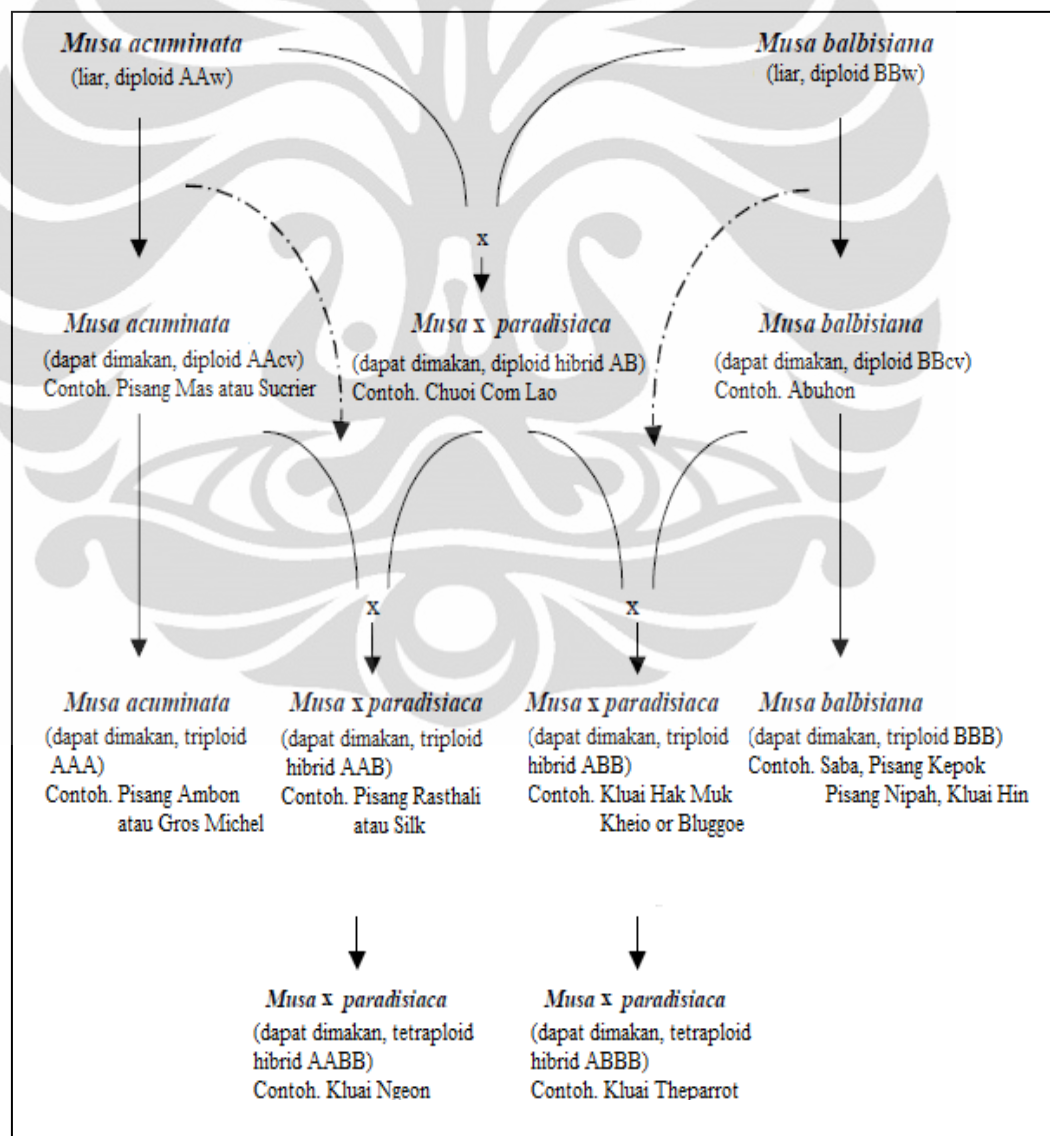 Musa acuminata
(liar, diploid AAw)
Musa balbisiana
(liar, diploid BBw)
x
Musa acuminata
(dapat dimakan, diploid AAcv)
Contoh. Pisang Mas atau Sucrier
Musa x paradisiaca
(dapat dimakan, diploid hibrid AB)
Contoh. Chuoi Com Lao
Musa balbisiana
(dapat dimakan, diploid BBcv)
Contoh. Abuhon
x
x
Musa acuminata
(dapat dimakan, triploid
AAA)
Contoh. Pisang Ambon
atau Gros Michel
Musa x paradisiaca
(dapat dimakan, triploid
hibrid AAB)
Contoh. Pisang Rasthali
atau Silk
Musa x paradisiaca
(dapat dimakan, triploid
hibrid ABB)
Contoh. Kluai Hak Muk
Kheio or Bluggoe
Musa balbisiana
(dapat dimakan, triploid BBB)
Contoh. Saba, Pisang Kepok
Pisang Nipah, Kluai Hin
Musa x paradisiaca
(dapat dimakan, tetraploid
hibrid AABB)
Contoh. Kluai Ngeon
Musa x paradisiaca
(dapat dimakan, tetraploid
hibrid ABBB)
Contoh. Kluai Theparrot